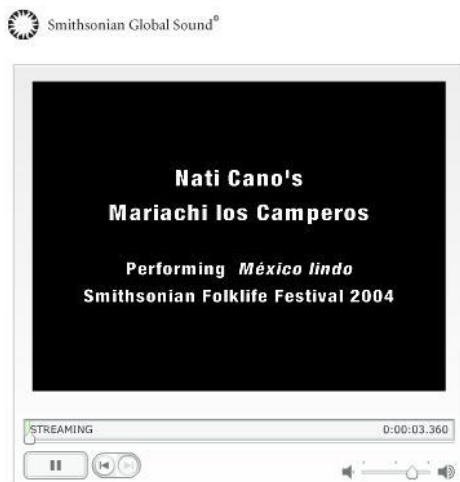 Smithsonian Global Sound®
Nati Cano's
Mariachi los Camperos
Performing México lindo
Smithsonian Folklife Festival 2004
STREAMING 0:00:03.360